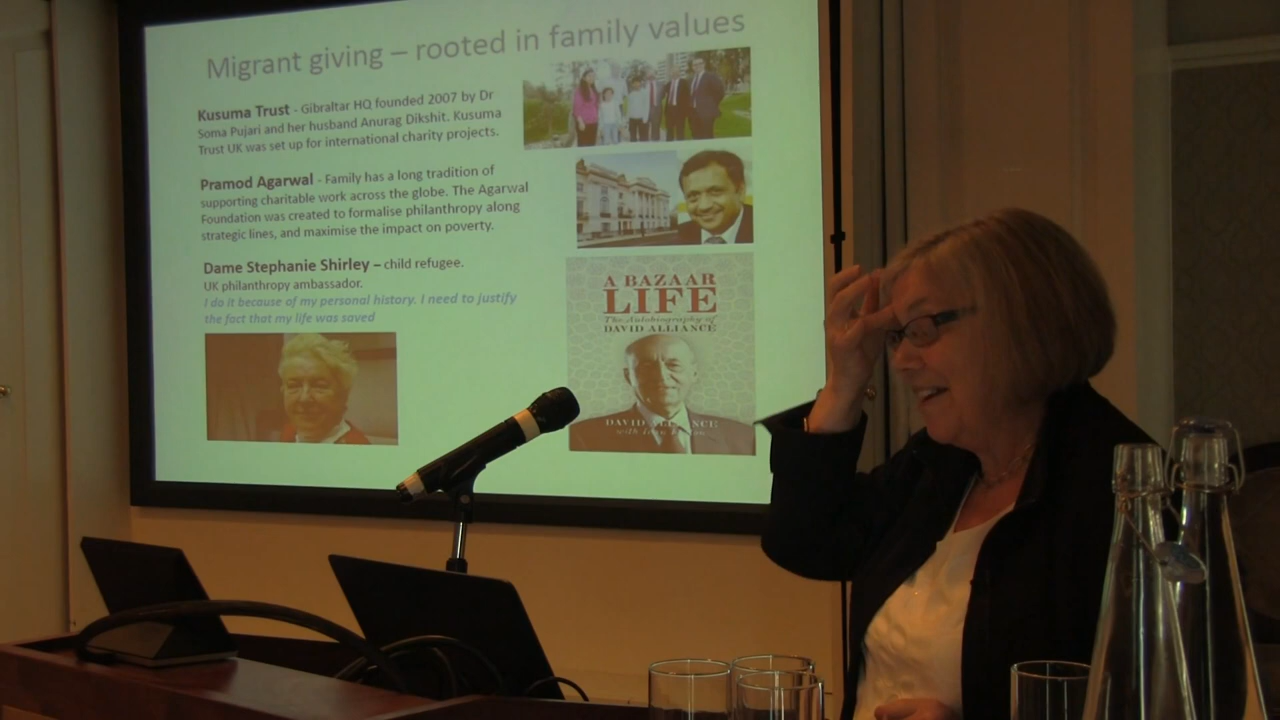 Migrant giving – rooted in family values
Kusuma Trust - Gibraltar HQ founded 2007 by Dr
Soma Pujari and her husband Anurag Dikshit. Kusuma
Trust UK was set up for international charity projects.
Pramod Agarwal - Family has a long tradition of
supporting charitable work across the globe. The Agarwal
Foundation was created to formalise philanthropy along
strategic lines, and maximise the impact on poverty.
Dame Stephanie Shirley – child refugee.
UK philanthropy ambassador.
I do it because of my personal history. I need to justify
the fact that my life was saved
A BAZAAR
LIFE
The Autobiography of
DAVID ALLIANCE
DAVID ALLIANCE
with